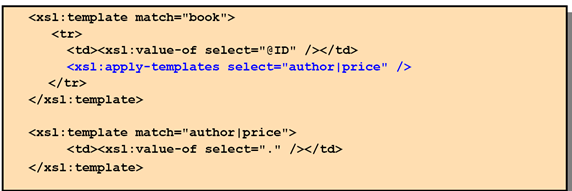 <xsl:template match="book">
<tr>
<td><xsl:value-of select="@ID" /></td>
<xsl:apply-templates select="author|price" />
</tr>
</xsl:template>
<xsl:template match="author|price">
<td><xsl:value-of select="." /></td>
</xsl:template>